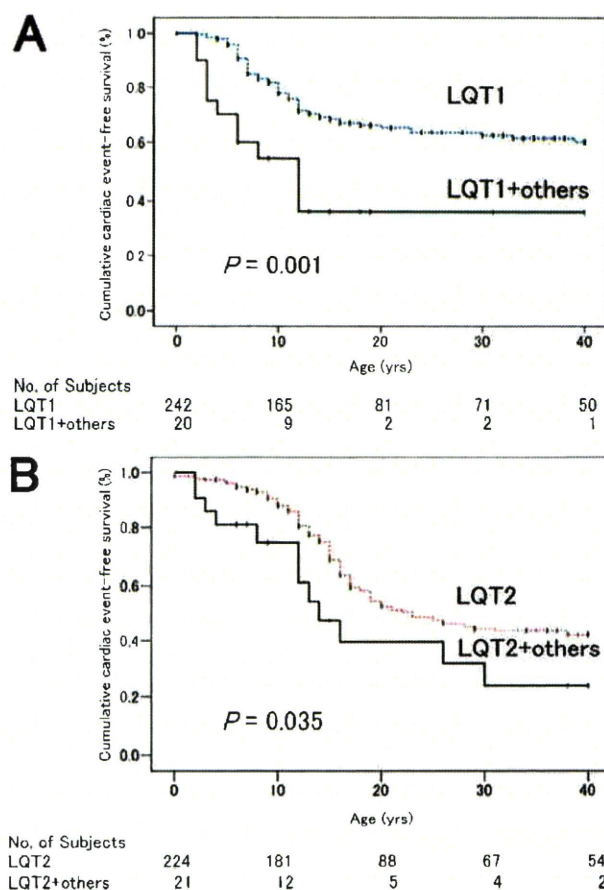 A
Cumulative cardiac event-free survival (%)
1.0
0.8
0.6
0.4
0.2
0.0
LQT1
LQT1+others
P = 0.001
0 10 20 30 40
Age (yrs)
No. of Subjects
LQT1 242 165 81 71 50
LQT1+others 20 9 2 2 1
B
Cumulative cardiac event-free survival (%)
1.0
0.8
0.6
0.4
0.2
0.0
LQT2
LQT2+others
P = 0.035
0 10 20 30 40
Age (yrs)
No. of Subjects
LQT2 224 181 88 67 54
LQT2+others 21 12 5 4 2